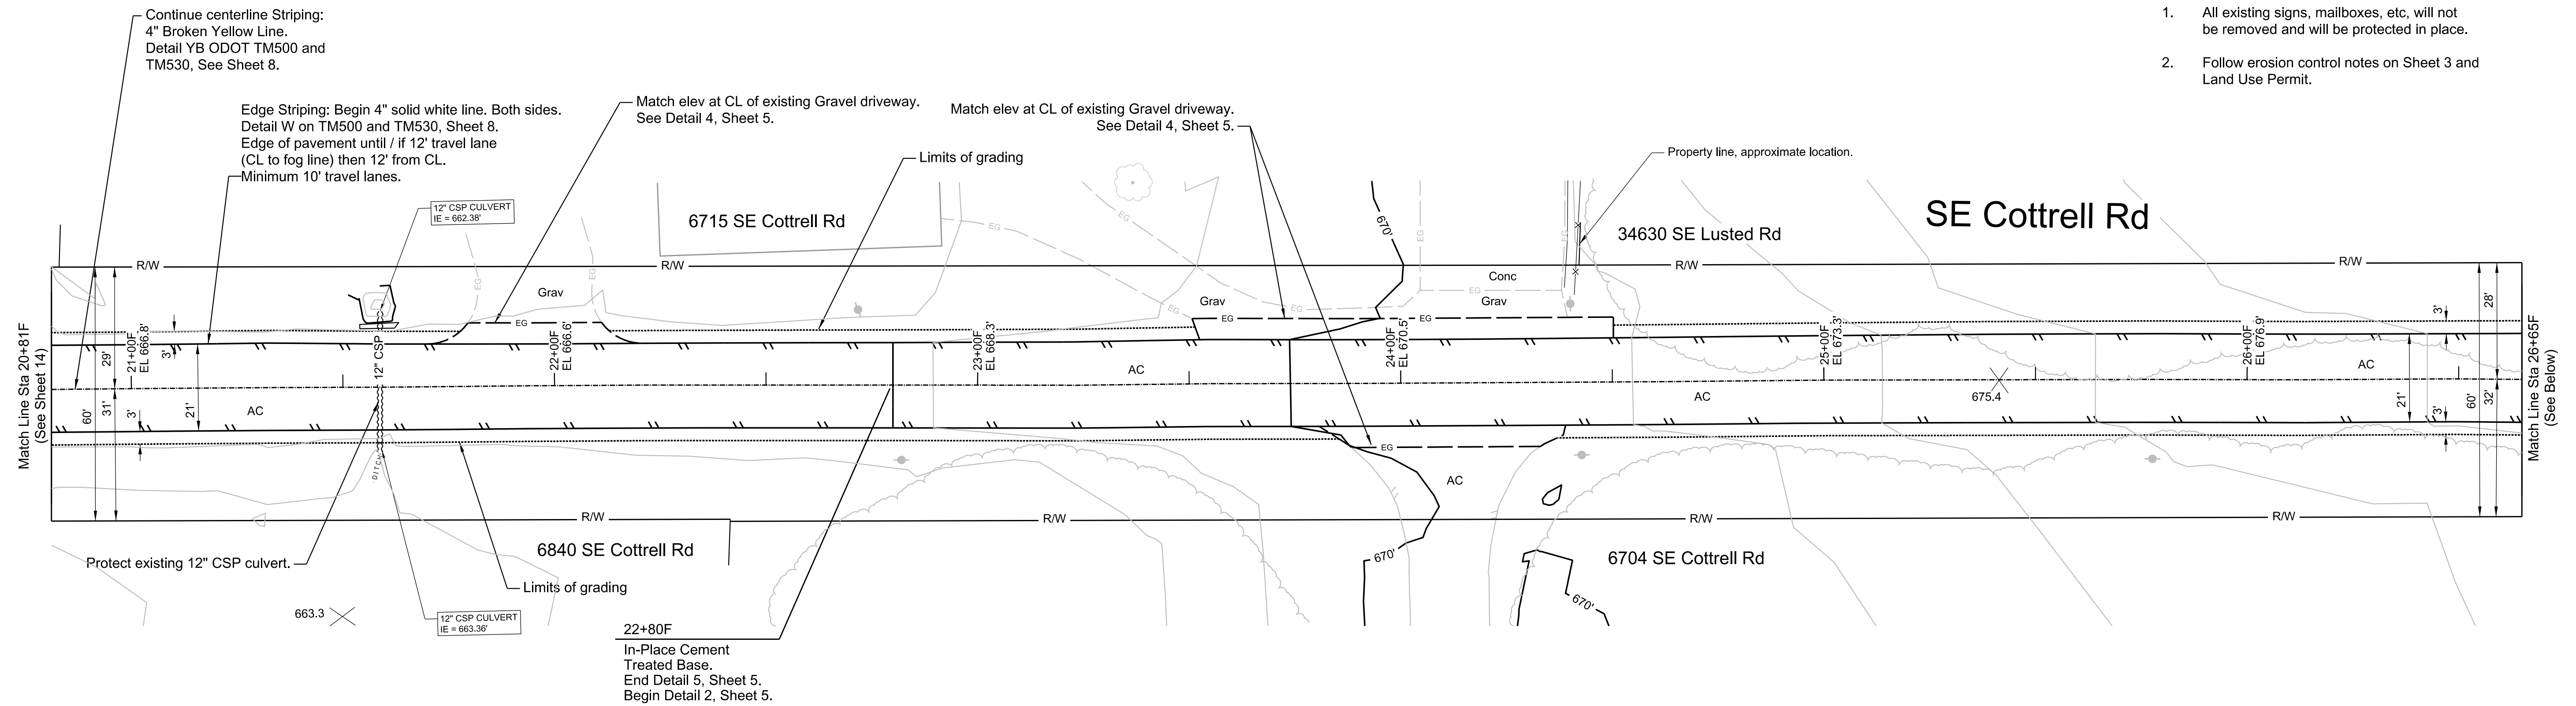 Continue centerline Striping:
4" Broken Yellow Line.
Detail YB ODOT TM500 and
TM530, See Sheet 8.
1. All existing signs, mailboxes, etc, will not
be removed and will be protected in place.
2. Follow erosion control notes on Sheet 3 and
Land Use Permit.
Edge Striping: Begin 4" solid white line. Both sides.
Detail W on TM500 and TM530, Sheet 8.
Edge of pavement until / if 12' travel lane
(CL to fog line) then 12' from CL.
Minimum 10' travel lanes.
Match elev at CL of existing Gravel driveway.
See Detail 4, Sheet 5.
Match elev at CL of existing Gravel driveway.
See Detail 4, Sheet 5.
Limits of grading
Property line, approximate location.
12" CSP CULVERT
IE = 662.38'
6715 SE Cottrell Rd
34630 SE Lusted Rd
SE Cottrell Rd
670'
EG
EG
EG
EG
EG
EG
R/W
R/W
R/W
R/W
Conc
EG
EG
EG
Grav
Grav
Grav
EG
EG
EG
Match Line Sta 20+81F
(See Sheet 14)
60'
29'
31'
21+00F
EL 666.8'
3'
3'
21'
12" CSP
22+00F
EL 666.6'
23+00F
EL 668.3'
24+00F
EL 670.5'
25+00F
EL 673.3'
26+00F
EL 676.9'
AC
AC
AC
AC
675.4
21'
3'
3'
60'
28'
32'
Match Line Sta 26+65F
(See Below)
DITCH
EG
AC
R/W
R/W
R/W
R/W
6840 SE Cottrell Rd
6704 SE Cottrell Rd
670'
670'
Protect existing 12" CSP culvert.
Limits of grading
663.3
12" CSP CULVERT
IE = 663.36'
22+80F
In-Place Cement
Treated Base.
End Detail 5, Sheet 5.
Begin Detail 2, Sheet 5.